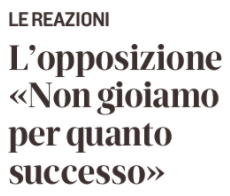 LE REAZIONI
L’opposizione
«Non gioiamo
per quanto
successo»